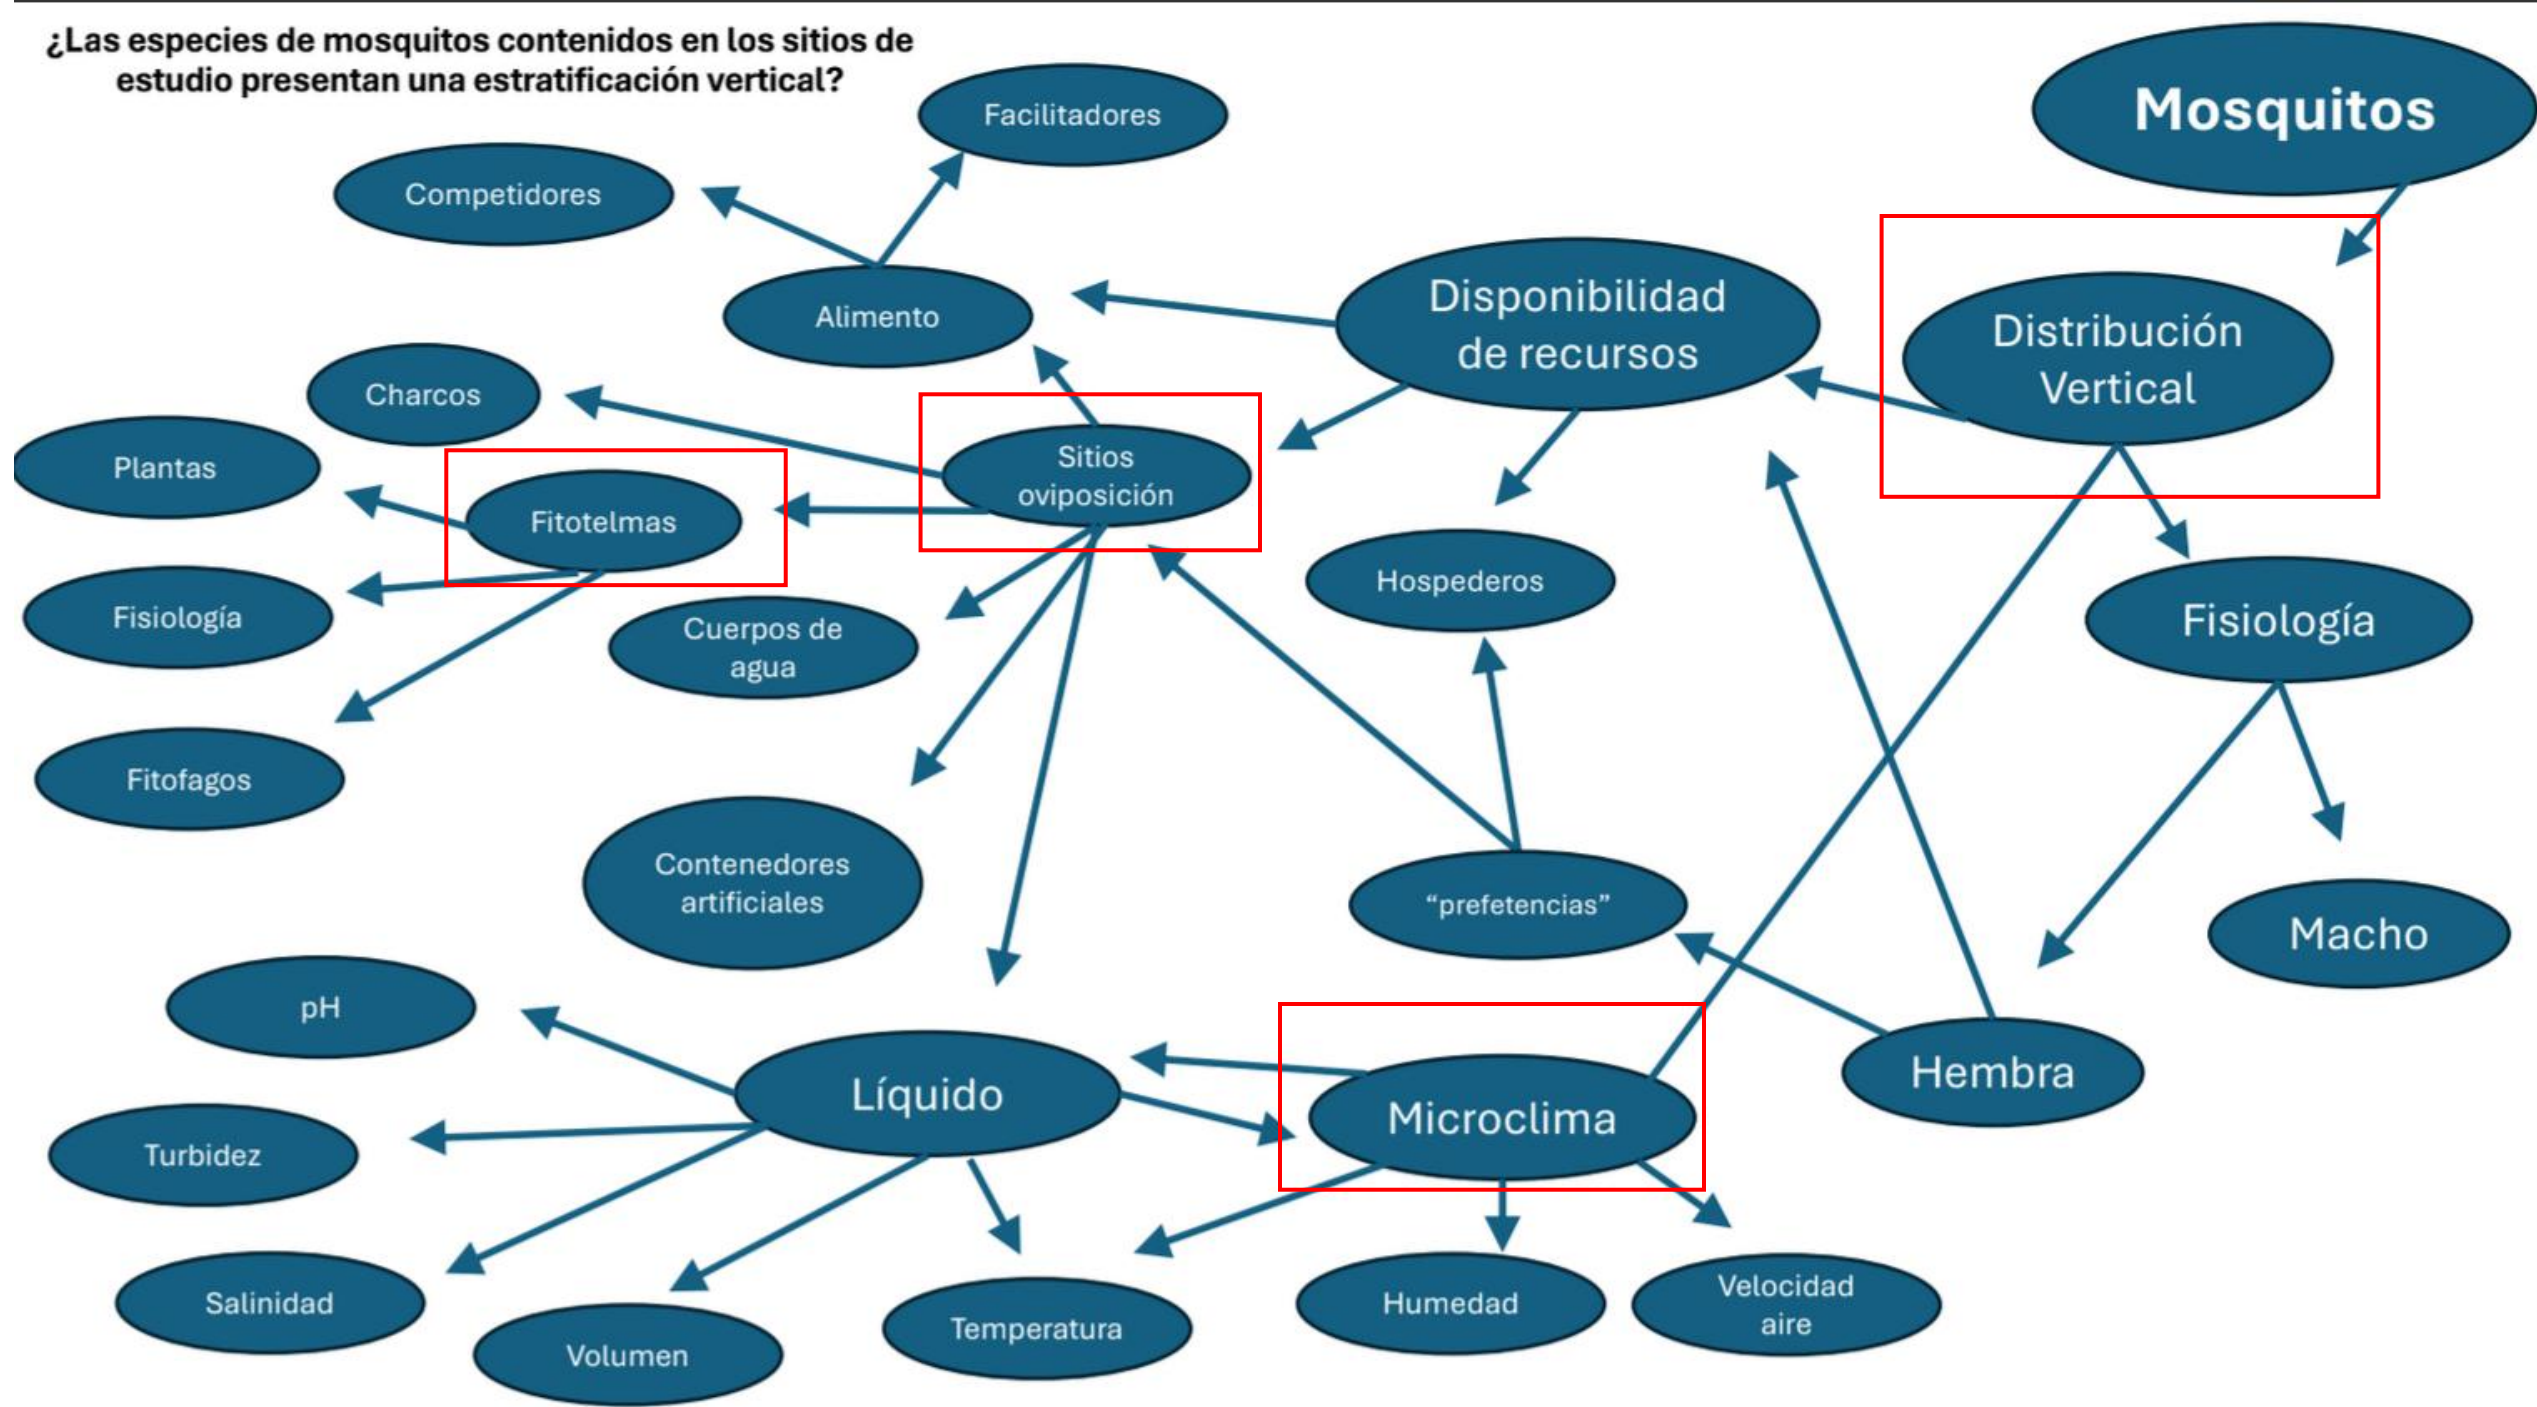 ¿Las especies de mosquitos contenidos en los sitios de
estudio presentan una estratificación vertical?
Mosquitos
Facilitadores
Competidores
Disponibilidad
de recursos
Distribución
Vertical
Alimento
Charcos
Plantas
Sitios
oviposición
Fitotelmas
Hospederos
Fisiología
Fisiología
Cuerpos de
agua
Fitofagos
Contenedores
artificiales
“prefetencias”
Macho
pH
Líquido
Microclima
Hembra
Turbidez
Salinidad
Volumen
Temperatura
Humedad
Velocidad
aire